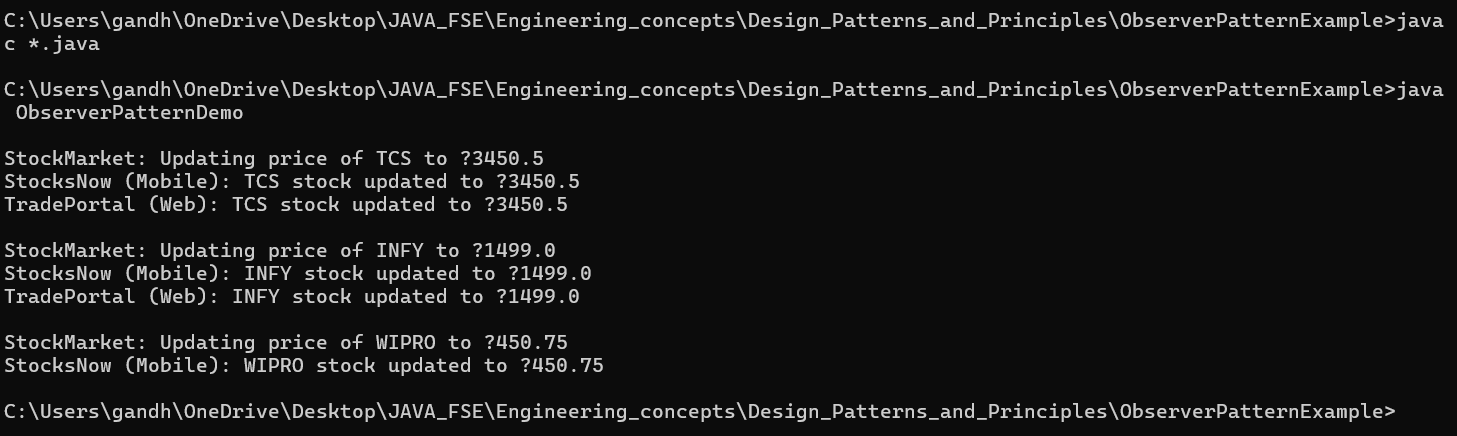 C:\Users\gandh\OneDrive\Desktop\JAVA_FSE\Engineering_concepts\Design_Patterns_and_Principles\ObserverPatternExample>java
c *.java
C:\Users\gandh\OneDrive\Desktop\JAVA_FSE\Engineering_concepts\Design_Patterns_and_Principles\ObserverPatternExample>java
 ObserverPatternDemo
StockMarket: Updating price of TCS to ?3450.5
StocksNow (Mobile): TCS stock updated to ?3450.5
TradePortal (Web): TCS stock updated to ?3450.5
StockMarket: Updating price of INFY to ?1499.0
StocksNow (Mobile): INFY stock updated to ?1499.0
TradePortal (Web): INFY stock updated to ?1499.0
StockMarket: Updating price of WIPRO to ?450.75
StocksNow (Mobile): WIPRO stock updated to ?450.75
C:\Users\gandh\OneDrive\Desktop\JAVA_FSE\Engineering_concepts\Design_Patterns_and_Principles\ObserverPatternExample>